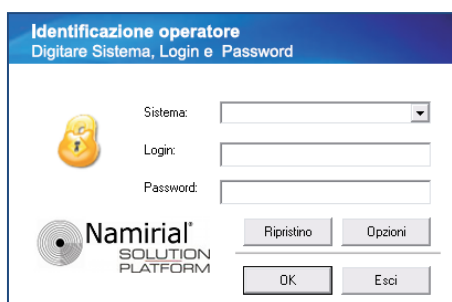 Identificazione operatore
Digitare Sistema, Login e Password
Sistema:
Login:
Password:
Namirial®
SOLUTION
PLATFORM
Ripristino Opzioni
OK Esci